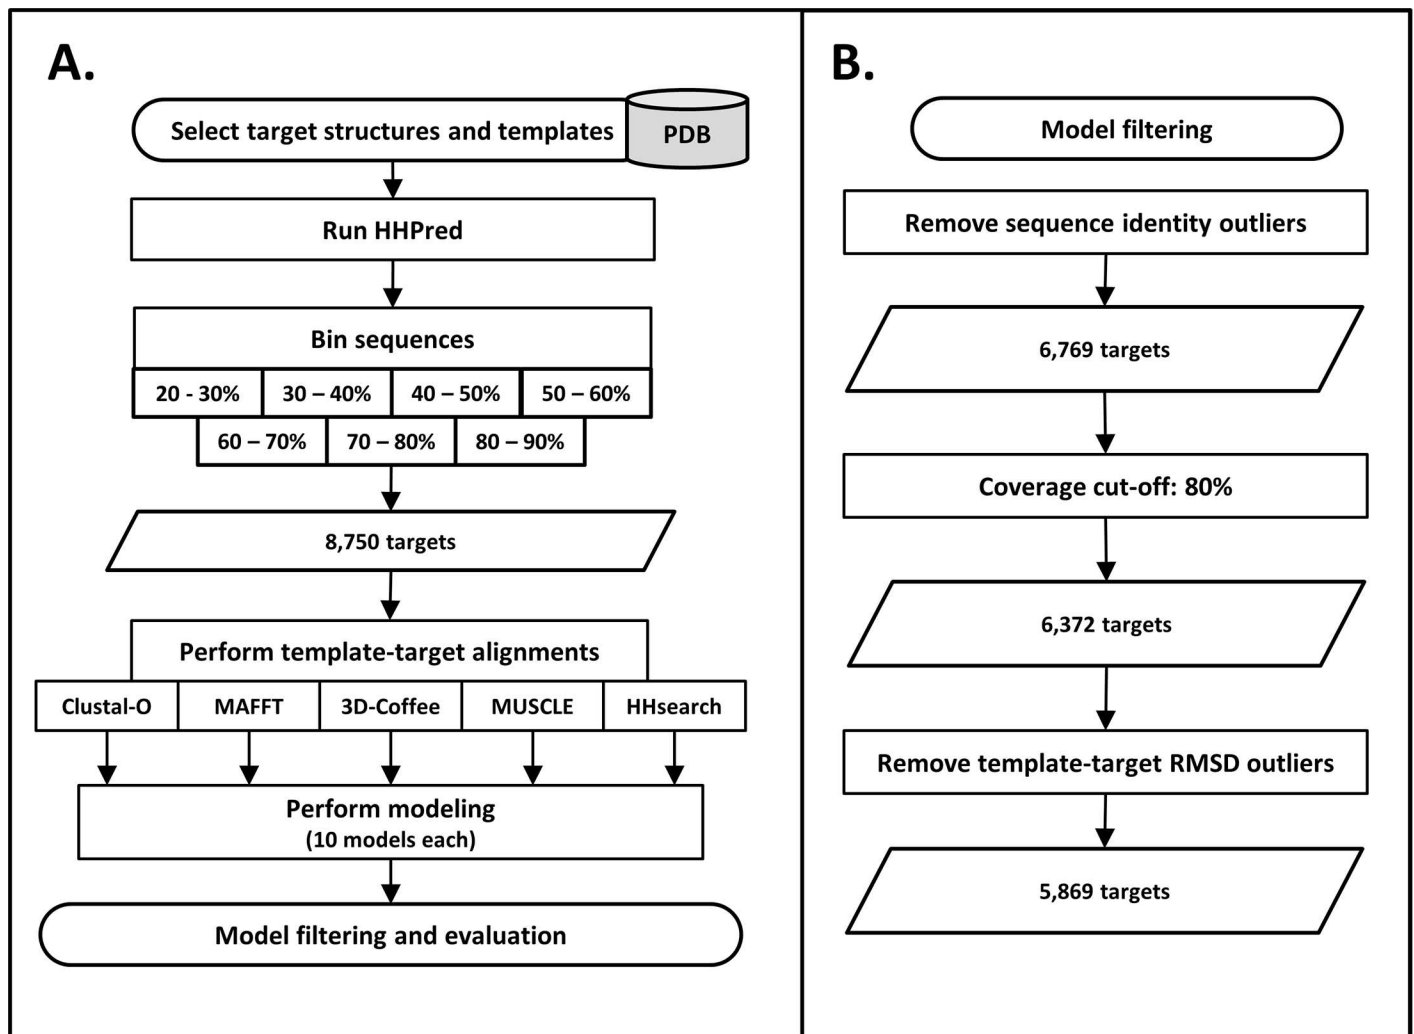 A.
Select target structures and templates
PDB
Run HHPred
Bin sequences
20 - 30%
30 – 40%
40 – 50%
50 – 60%
60 – 70%
70 – 80%
80 – 90%
8,750 targets
Perform template-target alignments
Clustal-O
MAFFT
3D-Coffee
MUSCLE
HHsearch
Perform modeling
(10 models each)
Model filtering and evaluation
B.
Model filtering
Remove sequence identity outliers
6,769 targets
Coverage cut-off: 80%
6,372 targets
Remove template-target RMSD outliers
5,869 targets